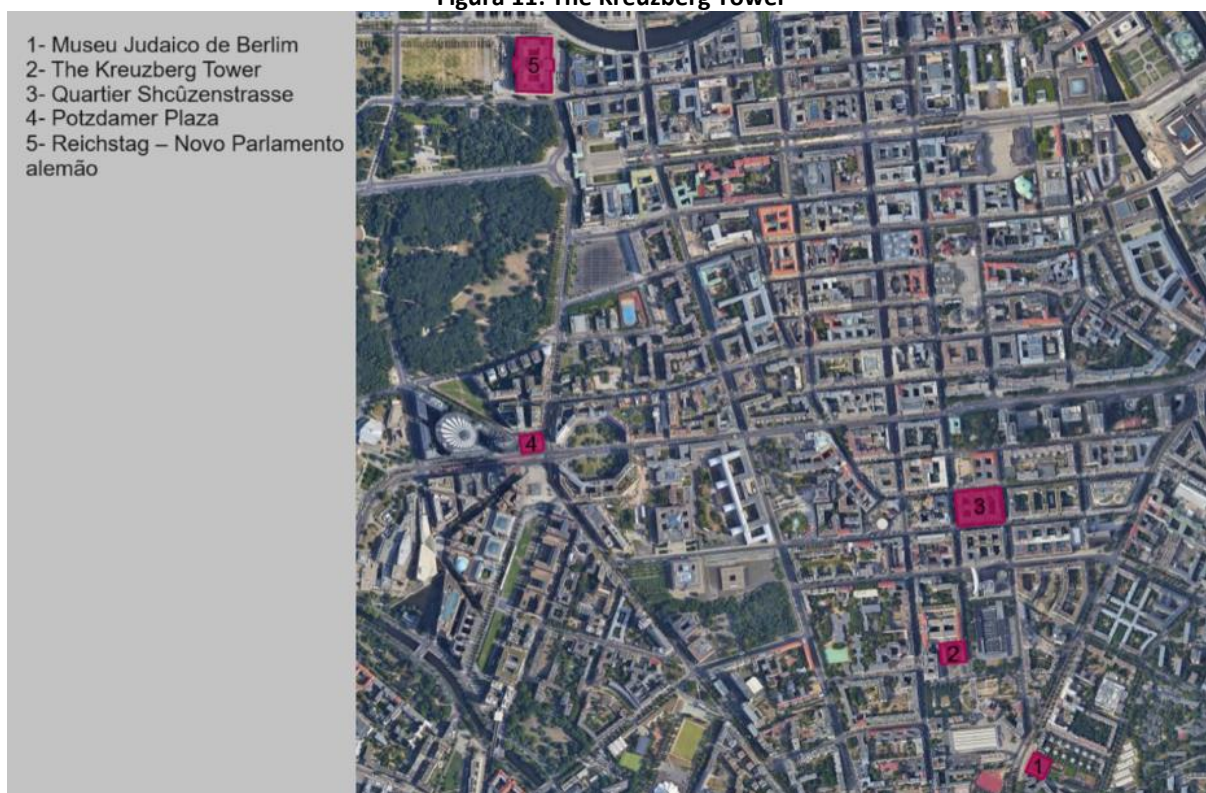 Figura 11: The Kreuzberg Tower
1- Museu Judaico de Berlim
2- The Kreuzberg Tower
3- Quartier Shcûzenstrasse
4- Potzdamer Plaza
5- Reichstag – Novo Parlamento
alemão
5
4
3
2
1